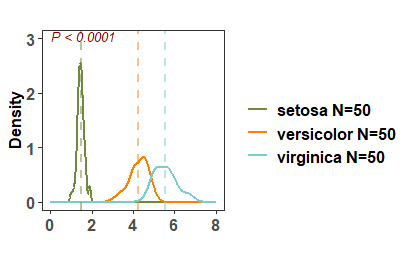 P < 0.0001
3
2
1
0
Density
0 2 4 6 8
setosa N=50
versicolor N=50
virginica N=50